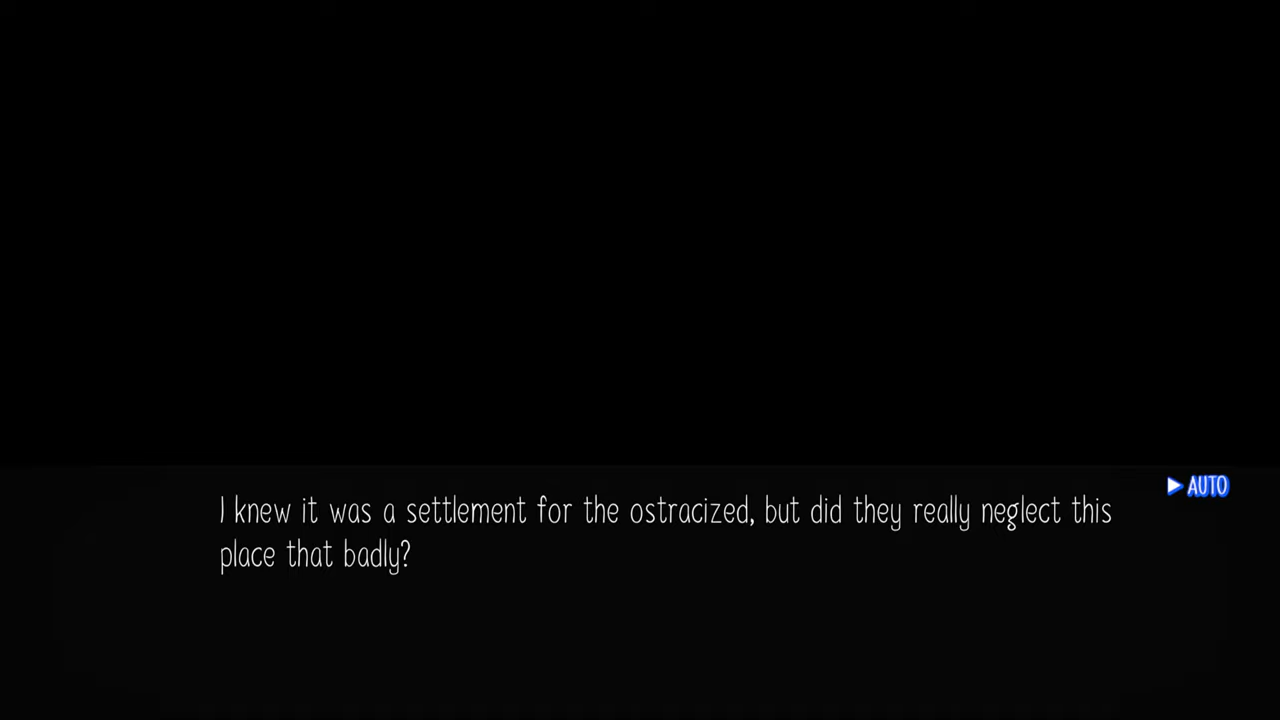 ▶ AUTO
I knew it was a settlement for the ostracized, but did they really neglect this
place that badly?